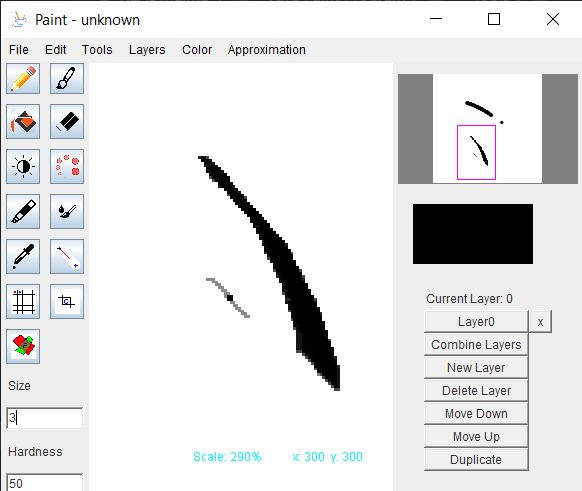 Paint - unknown
File Edit Tools Layers Color Approximation
Size
3
Hardness
50
Scale: 290% x: 300 y: 300
Current Layer: 0
Layer0 x
Combine Layers
New Layer
Delete Layer
Move Down
Move Up
Duplicate